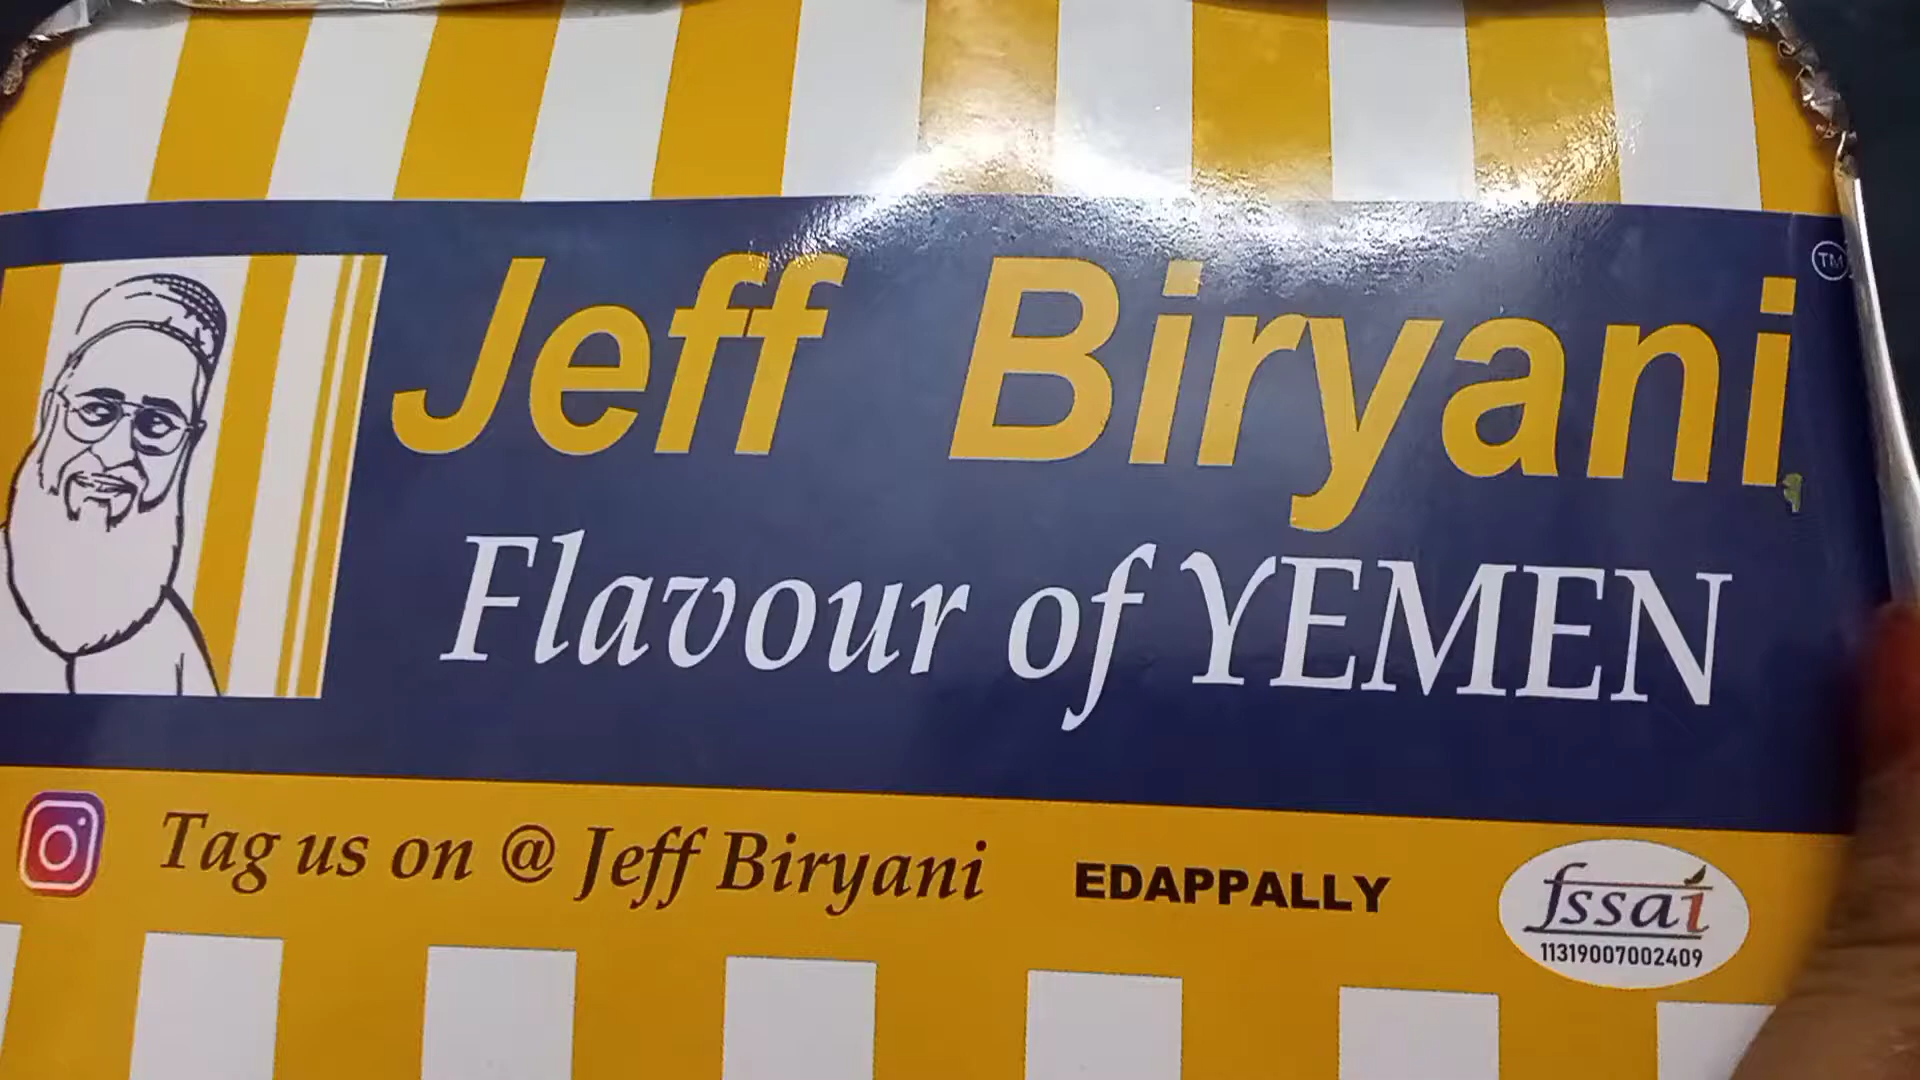 Jeff Biryani
TM
Flavour of YEMEN
Tag us on @ Jeff Biryani
EDAPPALLY
fssai
11319007002409